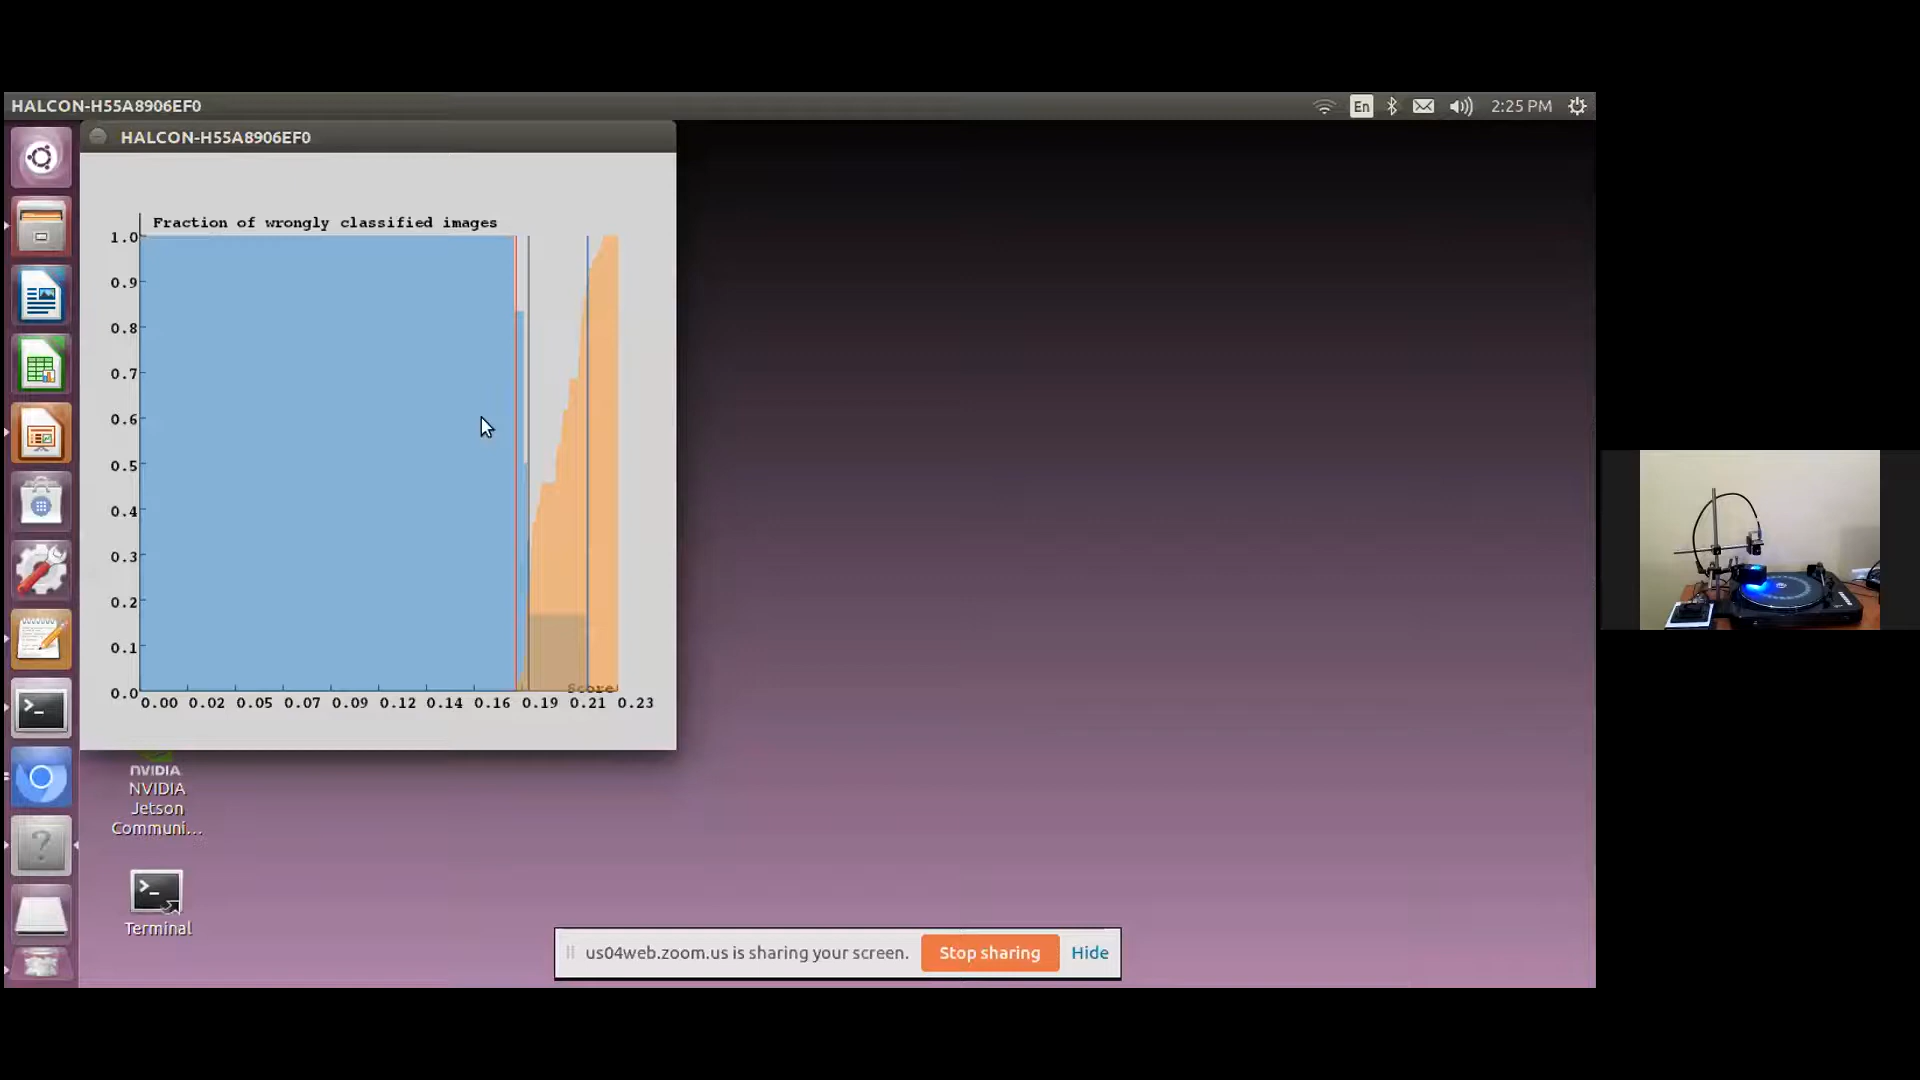 HALCON-H55A8906EF0
En
2:25 PM
HALCON-H55A8906EF0
Fraction of wrongly classified images
1.0
0.9
0.8
0.7
0.6
0.5
0.4
0.3
0.2
0.1
0.0
Score
0.00 0.02 0.05 0.07 0.09 0.12 0.14 0.16 0.19 0.21 0.23
NVIDIA.
NVIDIA
Jetson
Communi...
Terminal
us04web.zoom.us is sharing your screen.
Stop sharing
Hide